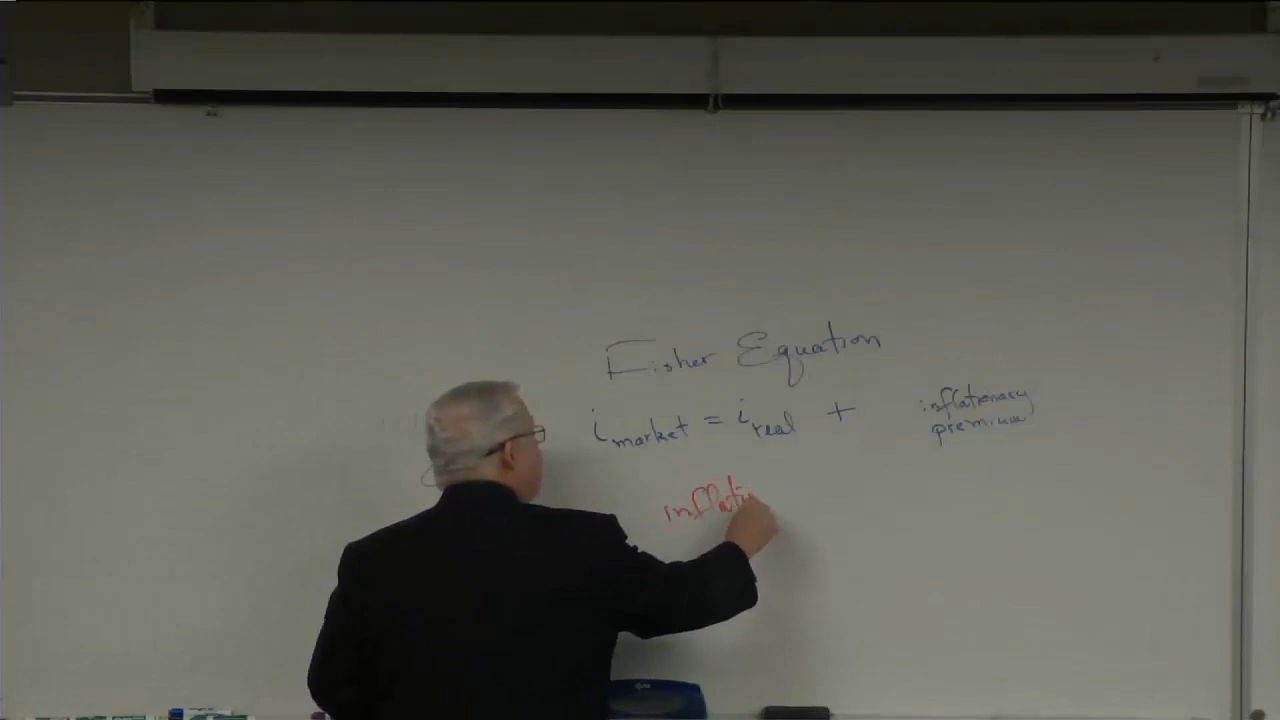 Fisher Equation
i market = i real + inflationary premium
inflati